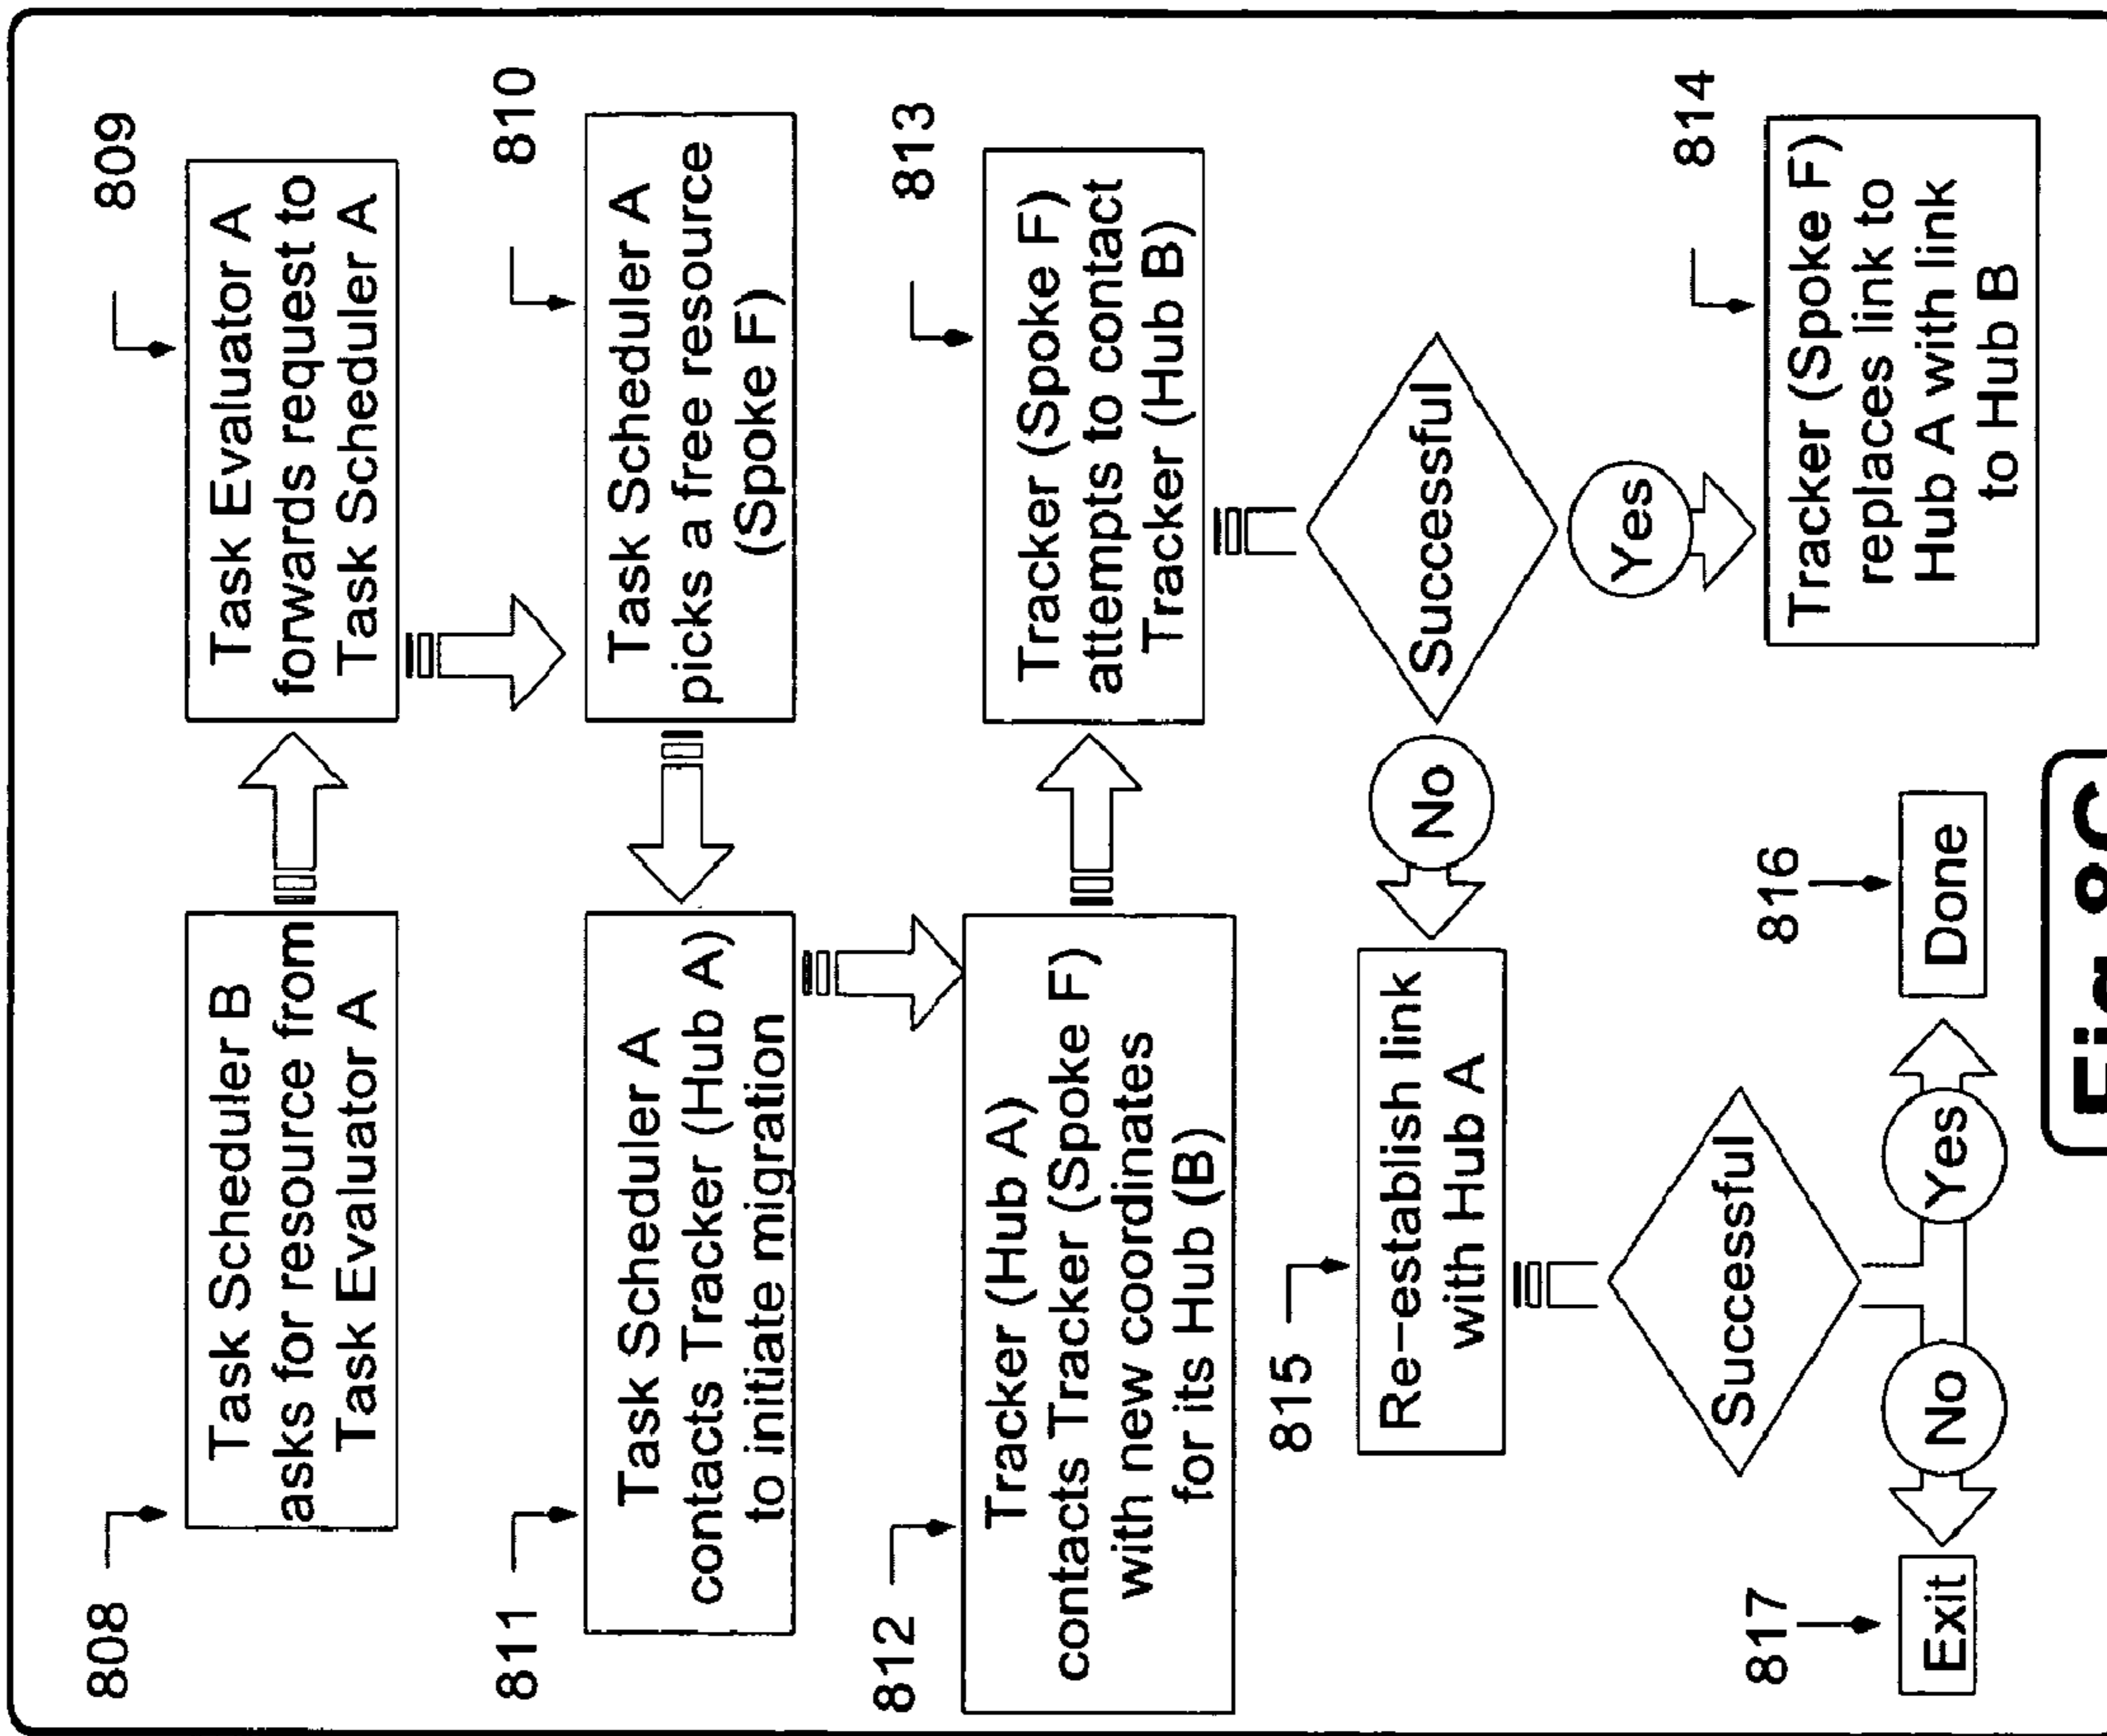 808
Task Scheduler B
asks for resource from
Task Evaluator A
809
Task Evaluator A
forwards request to
Task Scheduler A
810
Task Scheduler A
picks a free resource
(Spoke F)
811
Task Scheduler A
contacts Tracker (Hub A)
to initiate migration
812
Tracker (Hub A)
contacts Tracker (Spoke F)
with new coordinates
for its Hub (B)
813
Tracker (Spoke F)
attempts to contact
Tracker (Hub B)
Successful
Yes
814
Tracker (Spoke F)
replaces link to
Hub A with link
to Hub B
No
815
Re-establish link
with Hub A
Successful
Yes
816
Done
No
817
Exit